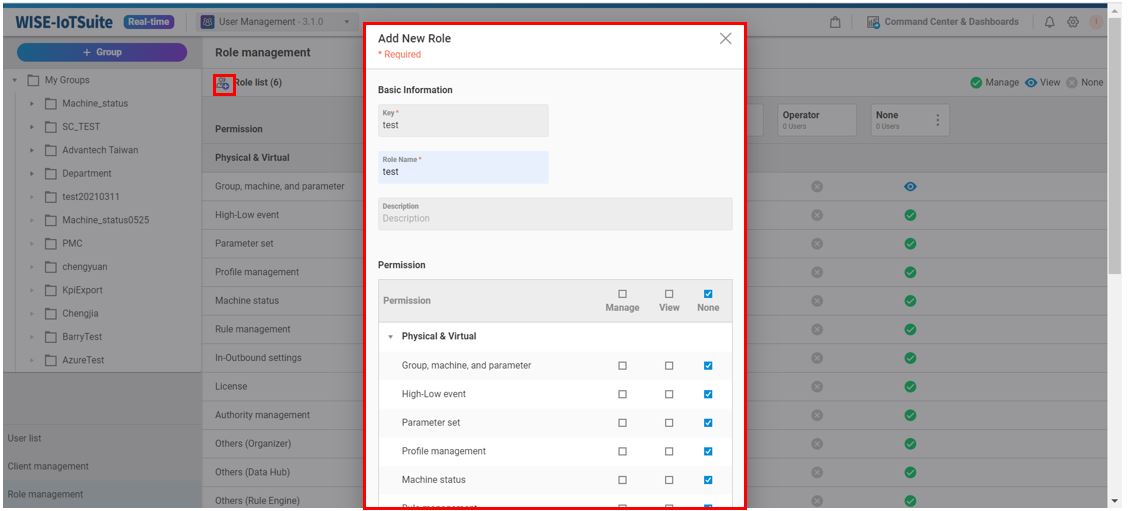 WISE-IoTSuite Real-time User Management - 3.1.0 Command Center & Dashboards I
+ Group
My Groups
Machine_status
SC_TEST
Advantech Taiwan
Department
test20210311
Machine_status0525
PMC
chengyuan
KpiExport
Chengjia
BarryTest
AzureTest
User list
Client management
Role management
Role management
Role list (6)
Manage View None
Permission
Operator
0 Users
None
0 Users
Physical & Virtual
Group, machine, and parameter
High-Low event
Parameter set
Profile management
Machine status
Rule management
In-Outbound settings
License
Authority management
Others (Organizer)
Others (Data Hub)
Others (Rule Engine)
Add New Role
* Required
Basic Information
Key *
test
Role Name *
test
Description
Description
Permission
Permission Manage View None
Physical & Virtual
Group, machine, and parameter
High-Low event
Parameter set
Profile management
Machine status